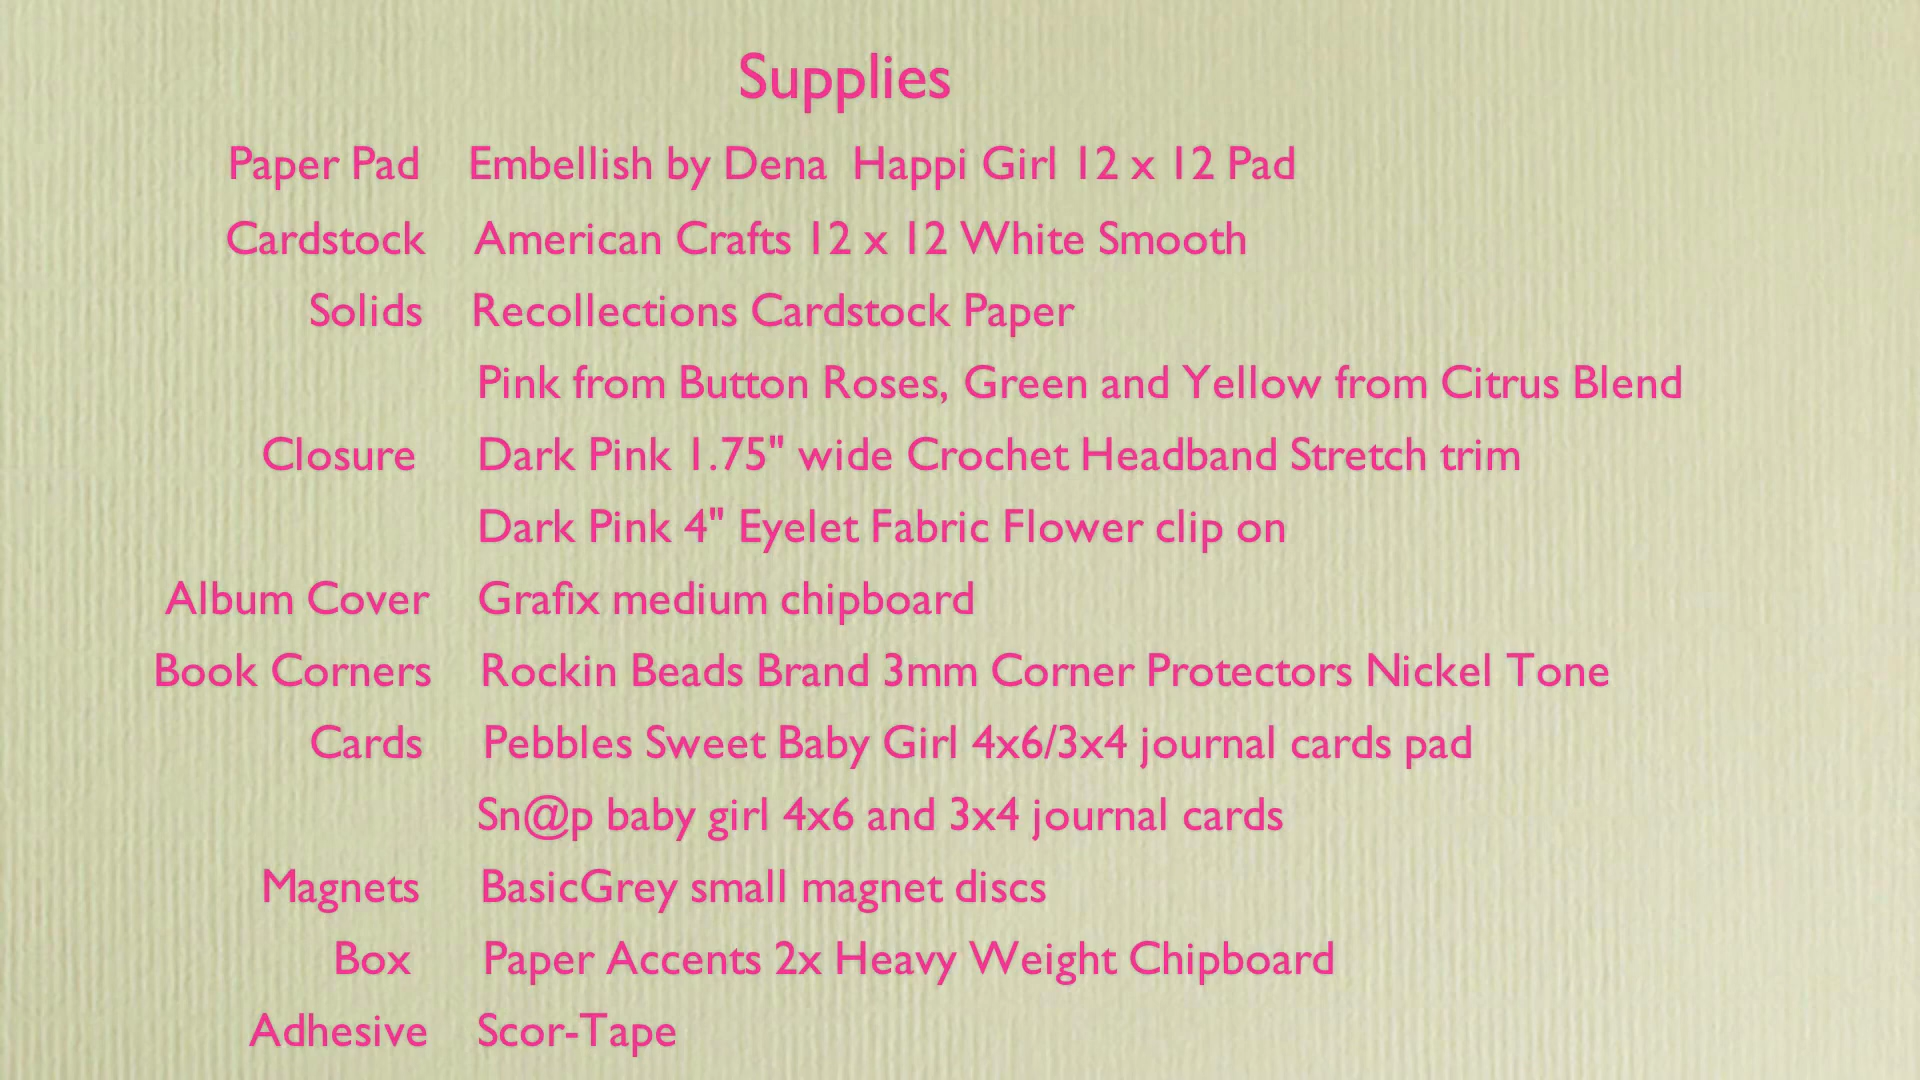 Supplies
Paper Pad Embellish by Dena Happi Girl 12 x 12 Pad
Cardstock American Crafts 12 x 12 White Smooth
Solids Recollections Cardstock Paper
Pink from Button Roses, Green and Yellow from Citrus Blend
Closure Dark Pink 1.75" wide Crochet Headband Stretch trim
Dark Pink 4" Eyelet Fabric Flower clip on
Album Cover Grafix medium chipboard
Book Corners Rockin Beads Brand 3mm Corner Protectors Nickel Tone
Cards Pebbles Sweet Baby Girl 4x6/3x4 journal cards pad
Sn@p baby girl 4x6 and 3x4 journal cards
Magnets BasicGrey small magnet discs
Box Paper Accents 2x Heavy Weight Chipboard
Adhesive Scor-Tape